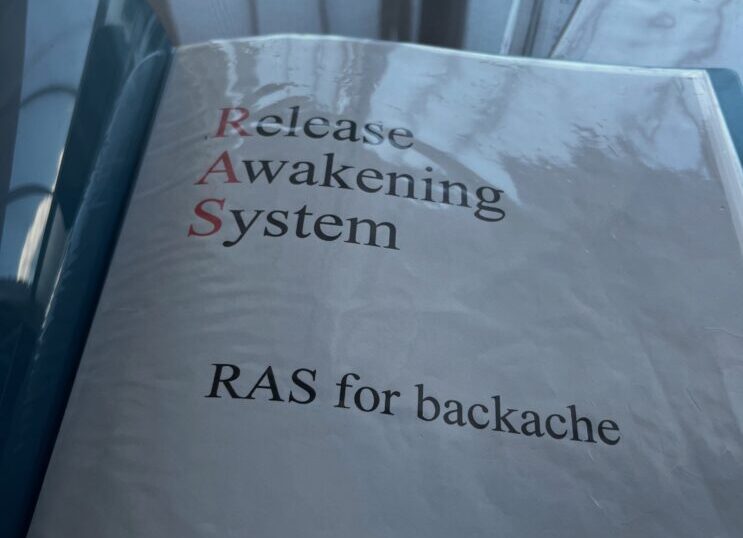 Release
Awakening
System
RAS for backache